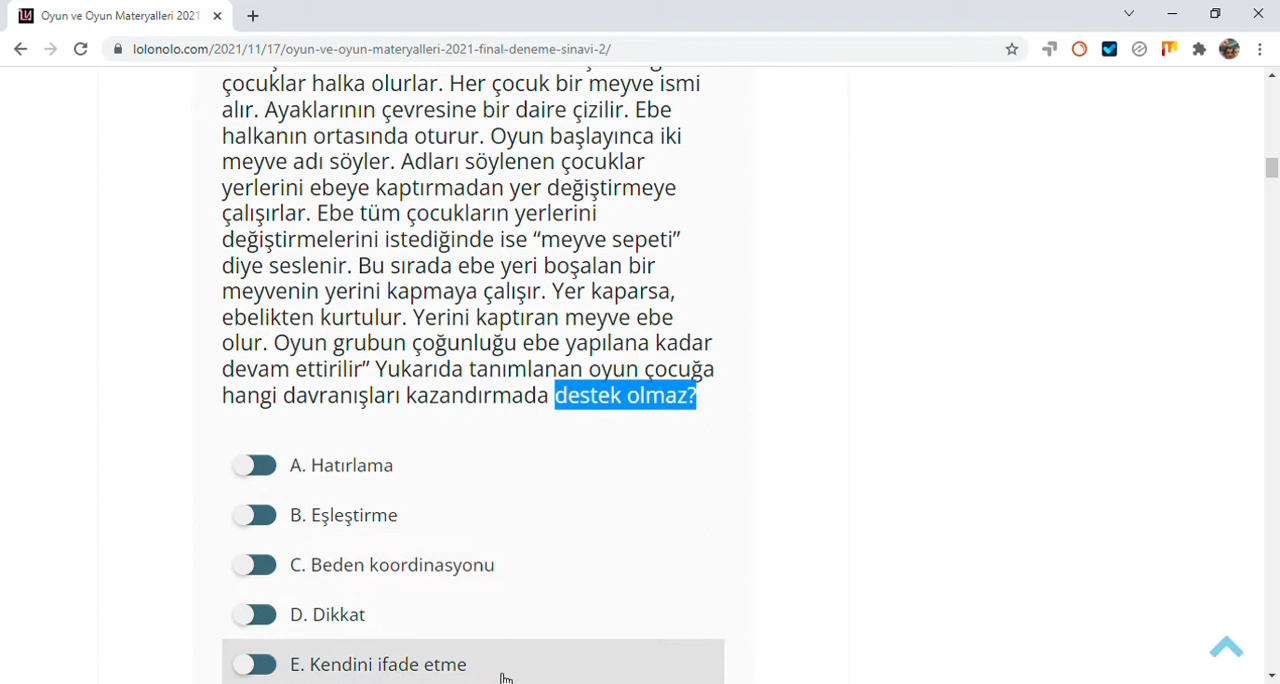 Oyun ve Oyun Materyalleri 2021
lolonolo.com/2021/11/17/oyun-ve-oyun-materyalleri-2021-final-deneme-sinavi-2/
çocuklar halka olurlar. Her çocuk bir meyve ismi
alır. Ayaklarının çevresine bir daire çizilir. Ebe
halkanın ortasında oturur. Oyun başlayınca iki
meyve adı söyler. Adları söylenen çocuklar
yerlerini ebeye kaptırmadan yer değiştirmeye
çalışırlar. Ebe tüm çocukların yerlerini
değiştirmelerini istediğinde ise “meyve sepeti”
diye seslenir. Bu sırada ebe yeri boşalan bir
meyvenin yerini kapmaya çalışır. Yer kaparsa,
ebelikten kurtulur. Yerini kaptıran meyve ebe
olur. Oyun grubun çoğunluğu ebe yapılana kadar
devam ettirilir” Yukarıda tanımlanan oyun çocuğa
hangi davranışları kazandırmada destek olmaz?
A. Hatırlama
B. Eşleştirme
C. Beden koordinasyonu
D. Dikkat
E. Kendini ifade etme